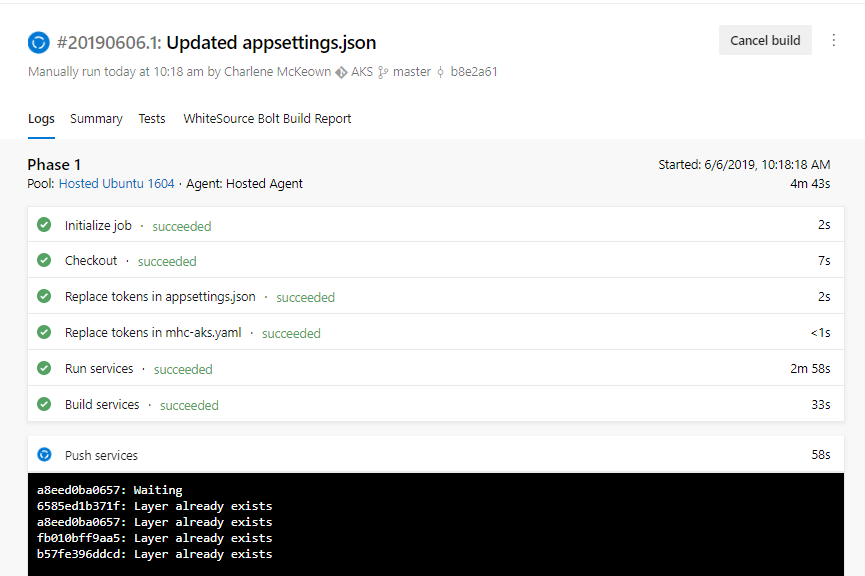 #20190606.1: Updated appsettings.json
Cancel build
Manually run today at 10:18 am by Charlene McKeown AKS master b8e2a61
Logs Summary Tests WhiteSource Bolt Build Report
Phase 1
Started: 6/6/2019, 10:18:18 AM
Pool: Hosted Ubuntu 1604 · Agent: Hosted Agent
4m 43s
Initialize job · succeeded 2s
Checkout · succeeded 7s
Replace tokens in appsettings.json · succeeded 2s
Replace tokens in mhc-aks.yaml · succeeded <1s
Run services · succeeded 2m 58s
Build services · succeeded 33s
Push services 58s
a8eed0ba0657: Waiting
6585ed1b371f: Layer already exists
a8eed0ba0657: Layer already exists
fb010bff9aa5: Layer already exists
b57fe396ddcd: Layer already exists